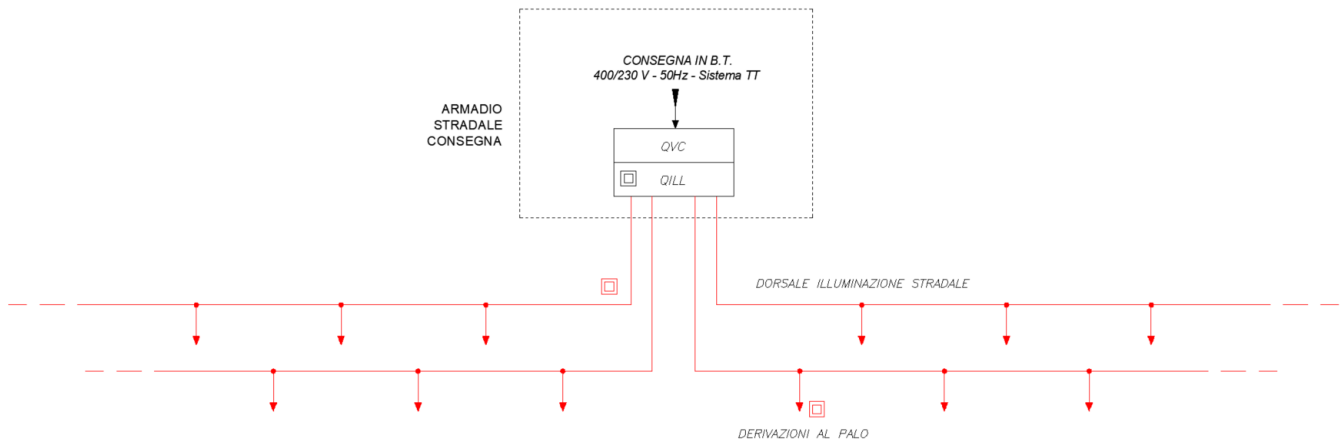 CONSEGNA IN B.T.
400/230 V - 50Hz - Sistema TT
ARMADIO
STRADALE
CONSEGNA
QVC
QILL
DORSALE ILLUMINAZIONE STRADALE
DERIVAZIONI AL PALO